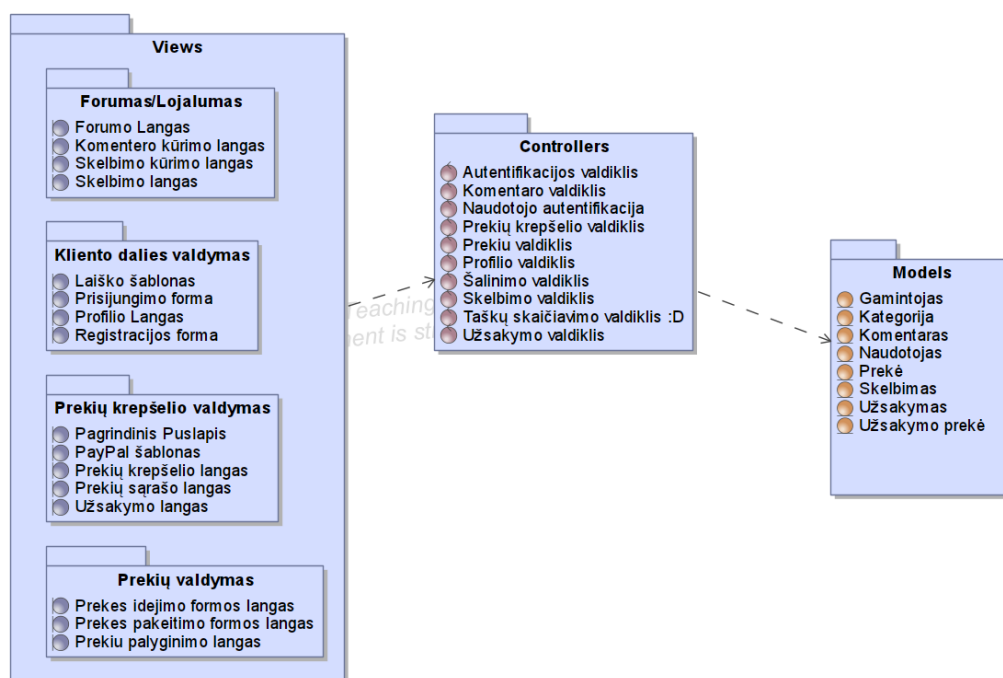 Views
Forumas/Lojalumas
Forumo Langas
Komentero kūrimo langas
Skelbimo kūrimo langas
Skelbimo langas
Kliento dalies valdymas
Laiško šablonas
Prisijungimo forma
Profilio Langas
Registracijos forma
Prekių krepšelio valdymas
Pagrindinis Puslapis
PayPal šablonas
Prekių krepšelio langas
Prekių sąrašo langas
Užsakymo langas
Prekių valdymas
Prekes idejimo formos langas
Prekes pakeitimo formos langas
Prekiu palyginimo langas
Teaching
ment is
Controllers
Autentifikacijos valdiklis
Komentaro valdiklis
Naudotojo autentifikacija
Prekių krepšelio valdiklis
Prekiu valdiklis
Profilio valdiklis
Šalinimo valdiklis
Skelbimo valdiklis
Taškų skaičiavimo valdiklis :D
Užsakymo valdiklis
Models
Gamintojas
Kategorija
Komentaras
Naudotojas
Prekė
Skelbimas
Užsakymas
Užsakymo prekė